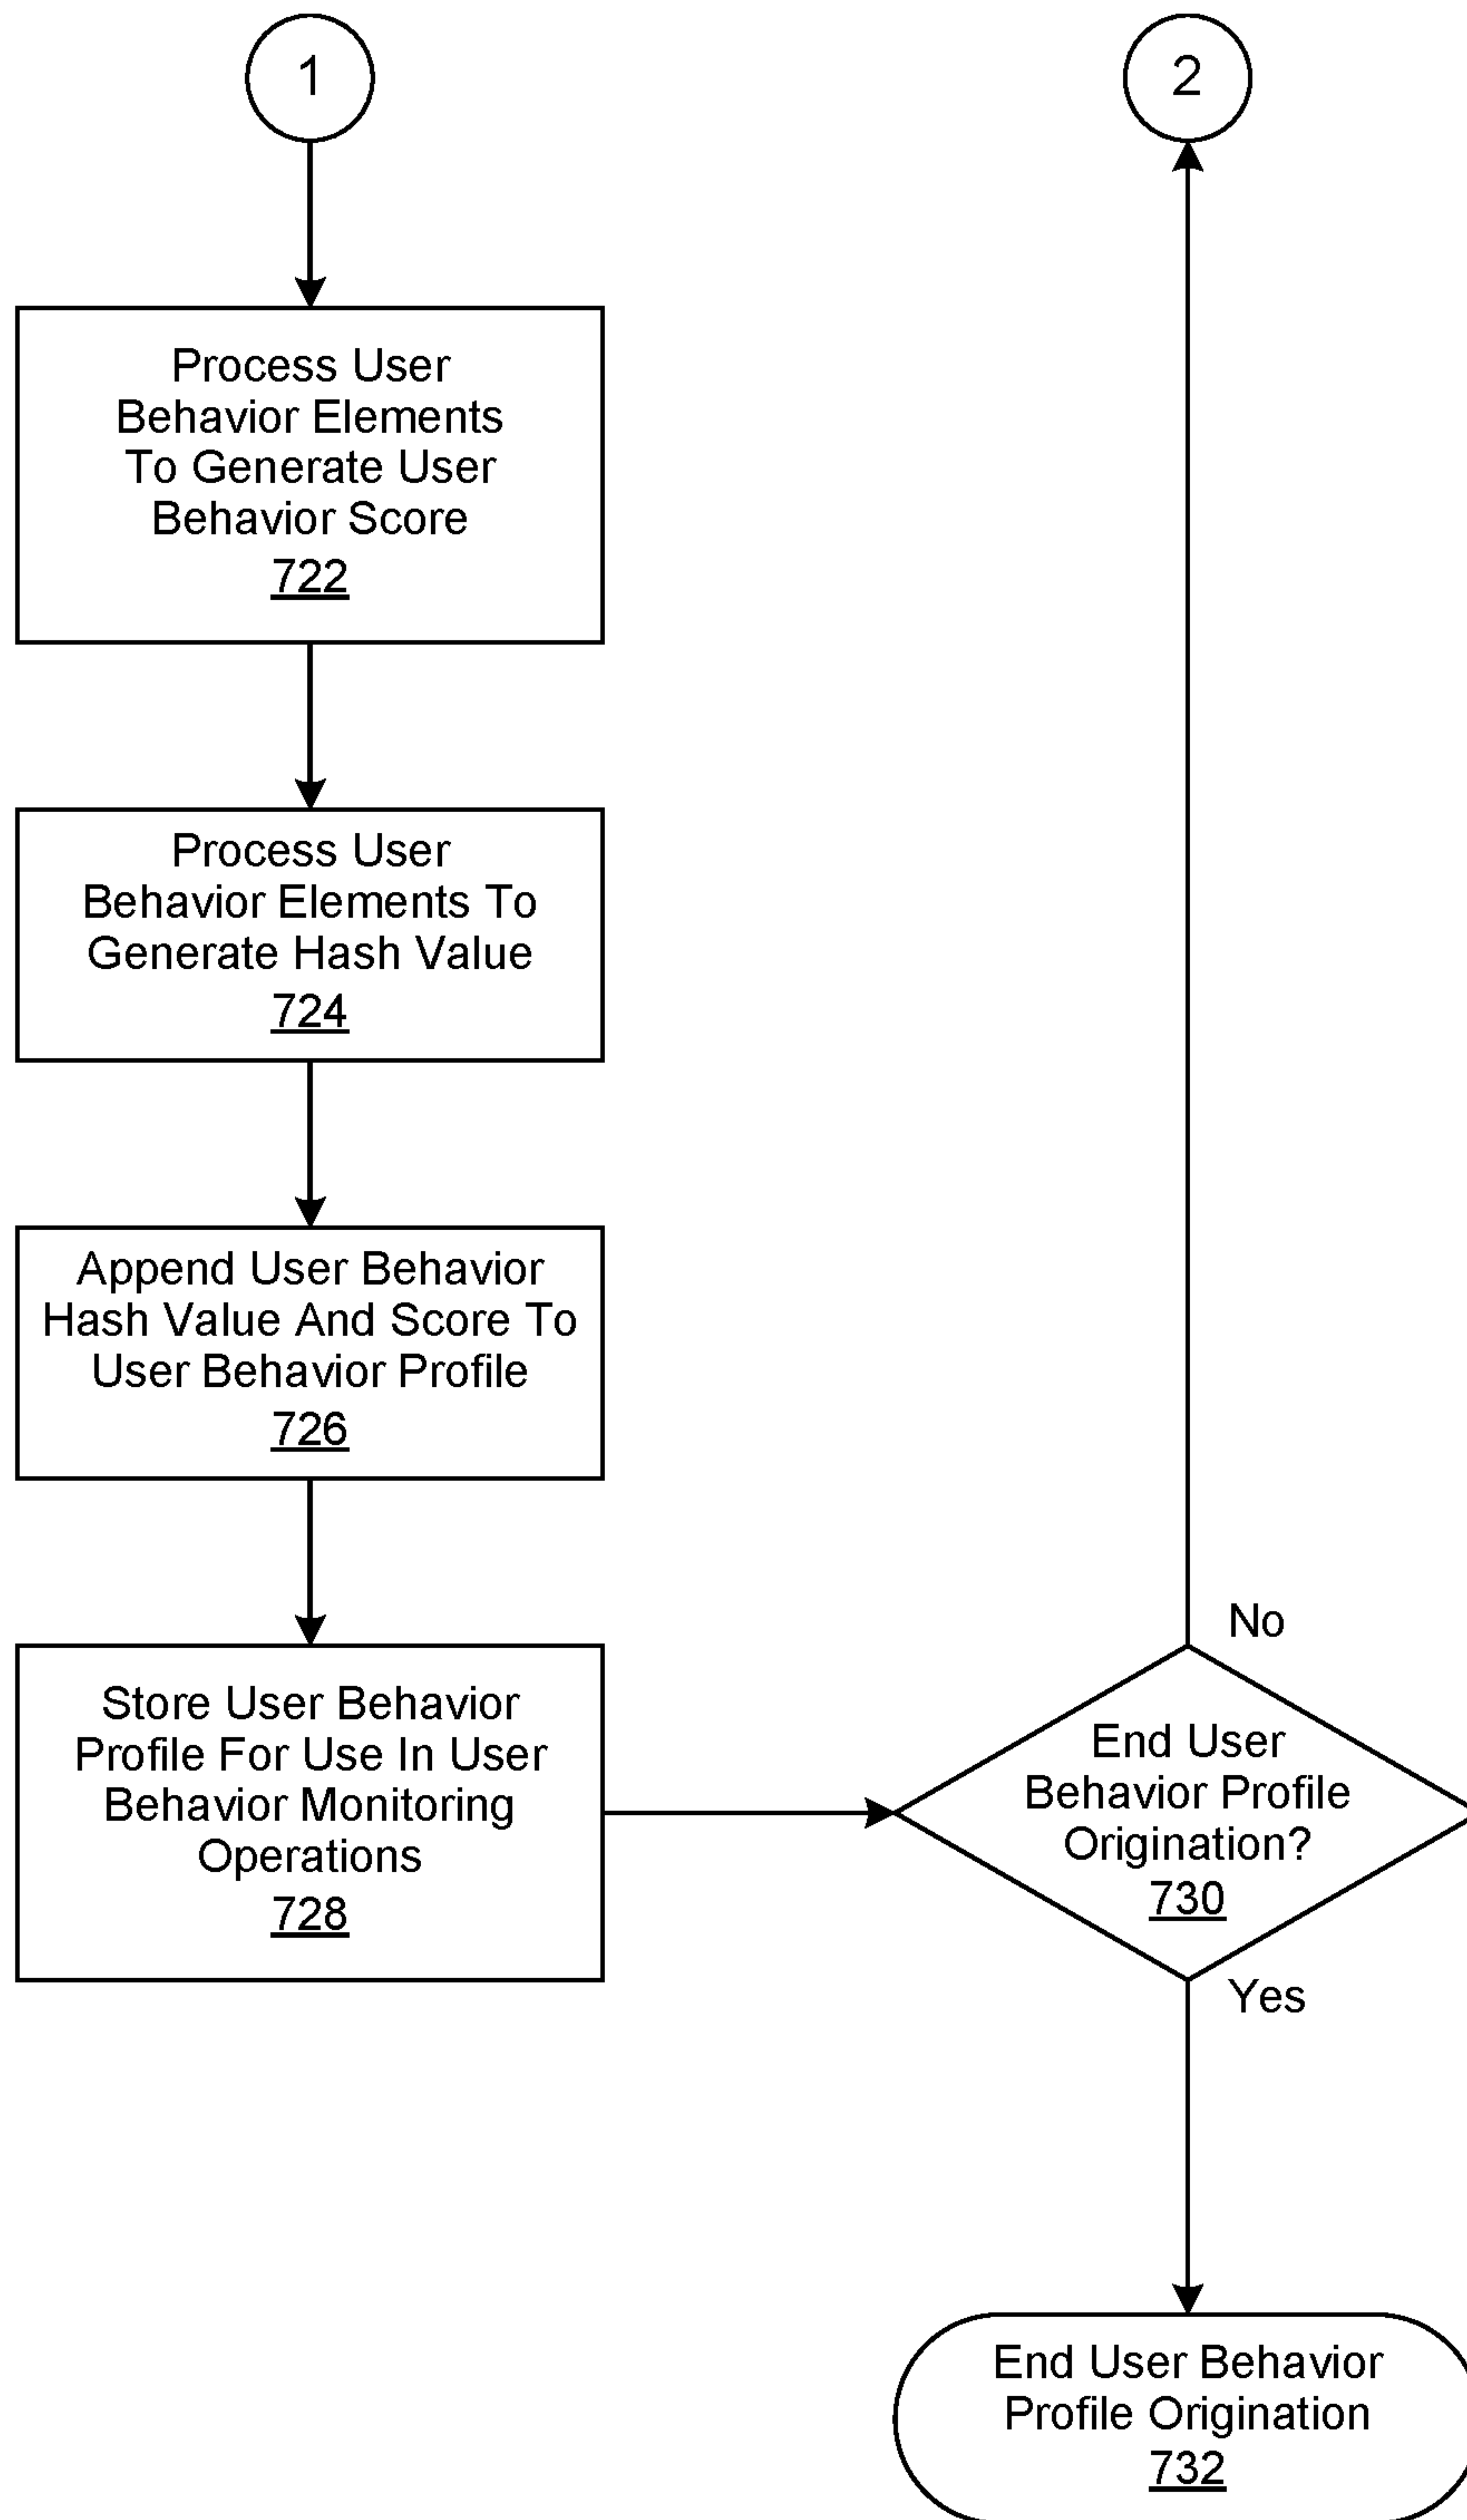 1
Process User
Behavior Elements
To Generate User
Behavior Score
722
Process User
Behavior Elements To
Generate Hash Value
724
Append User Behavior
Hash Value And Score To
User Behavior Profile
726
Store User Behavior
Profile For Use In User
Behavior Monitoring
Operations
728
2
No
End User
Behavior Profile
Origination?
730
Yes
End User Behavior
Profile Origination
732